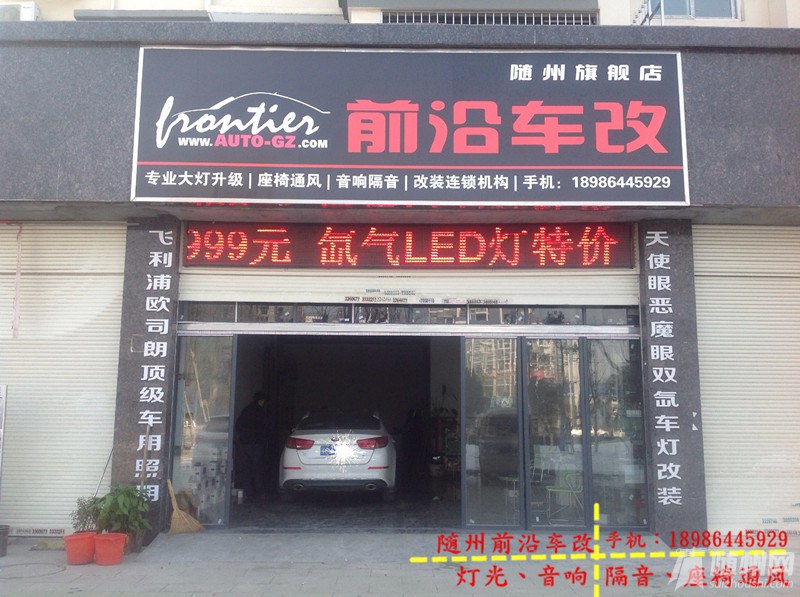 随州旗舰店
frontier
前沿车改
WWW.AUTO-GZ.COM
专业大灯升级 | 座椅通风 | 音响隔音 | 改装连锁机构 | 手机：18986445929
999元 氙气LED灯特价
飞利浦欧司朗顶级车用照明
天使眼恶魔眼双氙车灯改装
随州前沿车改 手机：18986445929
灯光、音响 隔音、座椅通风
随州网